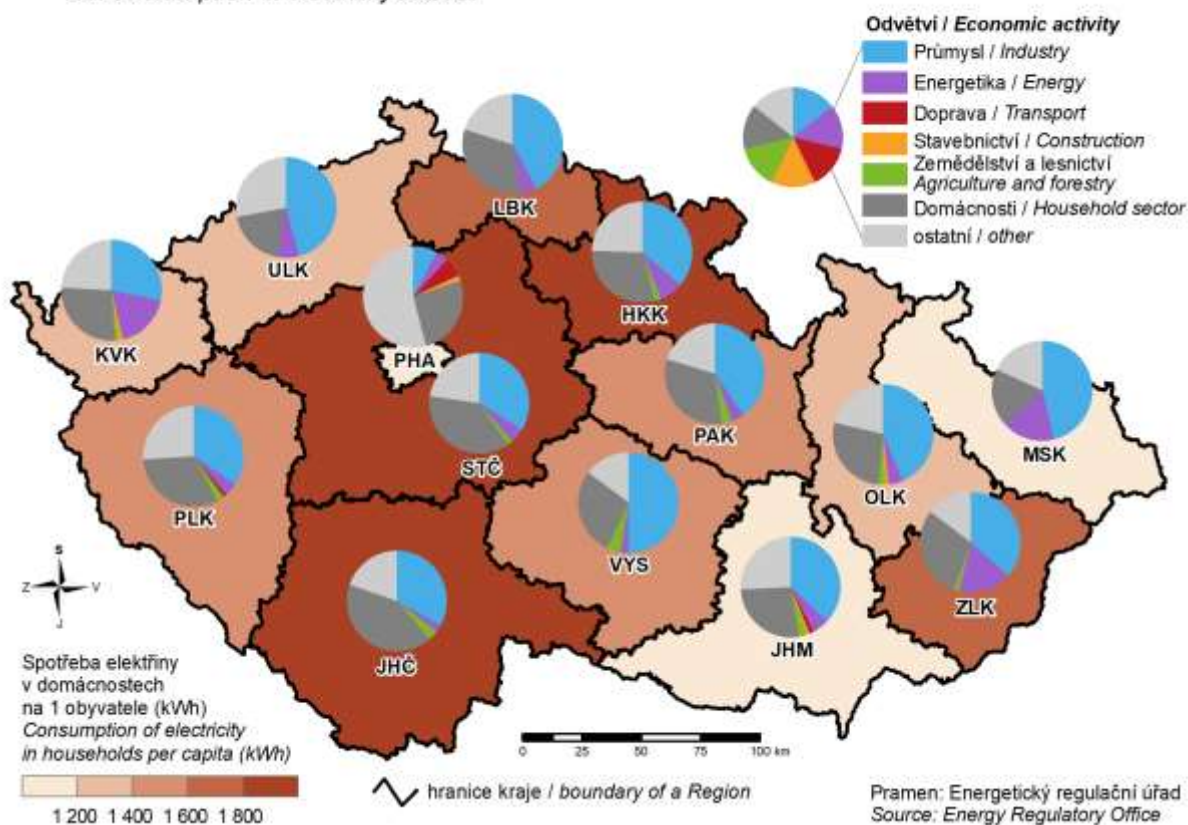 Odvětví / Economic activity
Průmysl / Industry
Energetika / Energy
Doprava / Transport
Stavebnictví / Construction
Zemědělství a lesnictví
Agriculture and forestry
Domácnosti / Household sector
ostatní / other
LBK
ULK
HKK
KVK
PHA
PAK
MSK
STČ
OLK
PLK
VYS
ZLK
JHM
JHČ
S
Z
V
J
Spotřeba elektřiny
v domácnostech
na 1 obyvatele (kWh)
Consumption of electricity
in households per capita (kWh)
1 200 1 400 1 600 1 800
0 25 50 75 100 km
hranice kraje / boundary of a Region
Pramen: Energetický regulační úřad
Source: Energy Regulatory Office